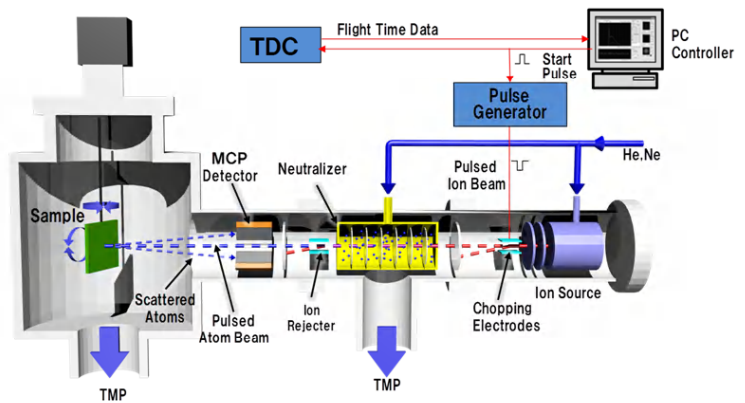 Flight Time Data
TDC
PC
Controller
Start
Pulse
Pulse
Generator
MCP
Detector
Neutralizer
Pulsed
Ion Beam
He.Ne
Sample
Scattered
Atoms
Pulsed
Atom Beam
Ion
Rejecter
Chopping
Electrodes
Ion Source
TMP
TMP